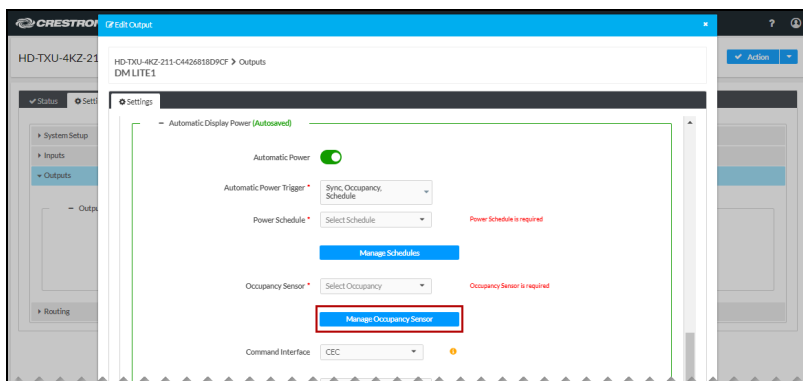 CRESTRON
Edit Output
HD-TXU-4KZ-21
HD-TXU-4KZ-211-C4426818D9CF > Outputs
DM LITE1
Action
Status
Setti
Settings
System Setup
Inputs
Outputs
Outpu
Routing
− Automatic Display Power (Autosaved)
Automatic Power
Automatic Power Trigger *
Sync, Occupancy,
Schedule
Power Schedule *
Select Schedule
Power Schedule is required
Manage Schedules
Occupancy Sensor *
Select Occupancy
Occupancy Sensor is required
Manage Occupancy Sensor
Command Interface
CEC